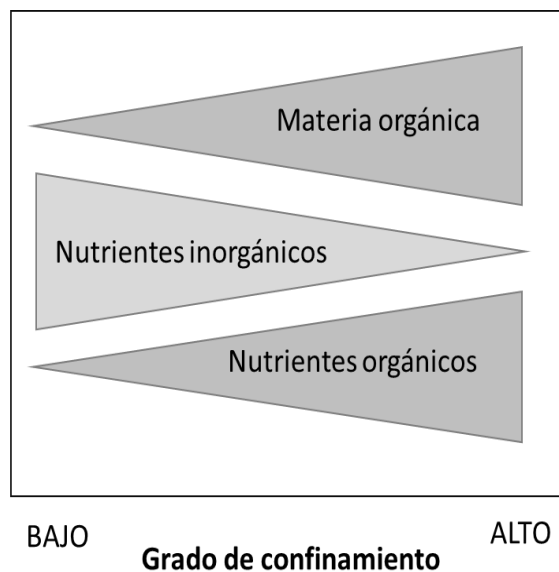 Materia orgánica
Nutrientes inorgánicos
Nutrientes orgánicos
BAJO
ALTO
Grado de confinamiento